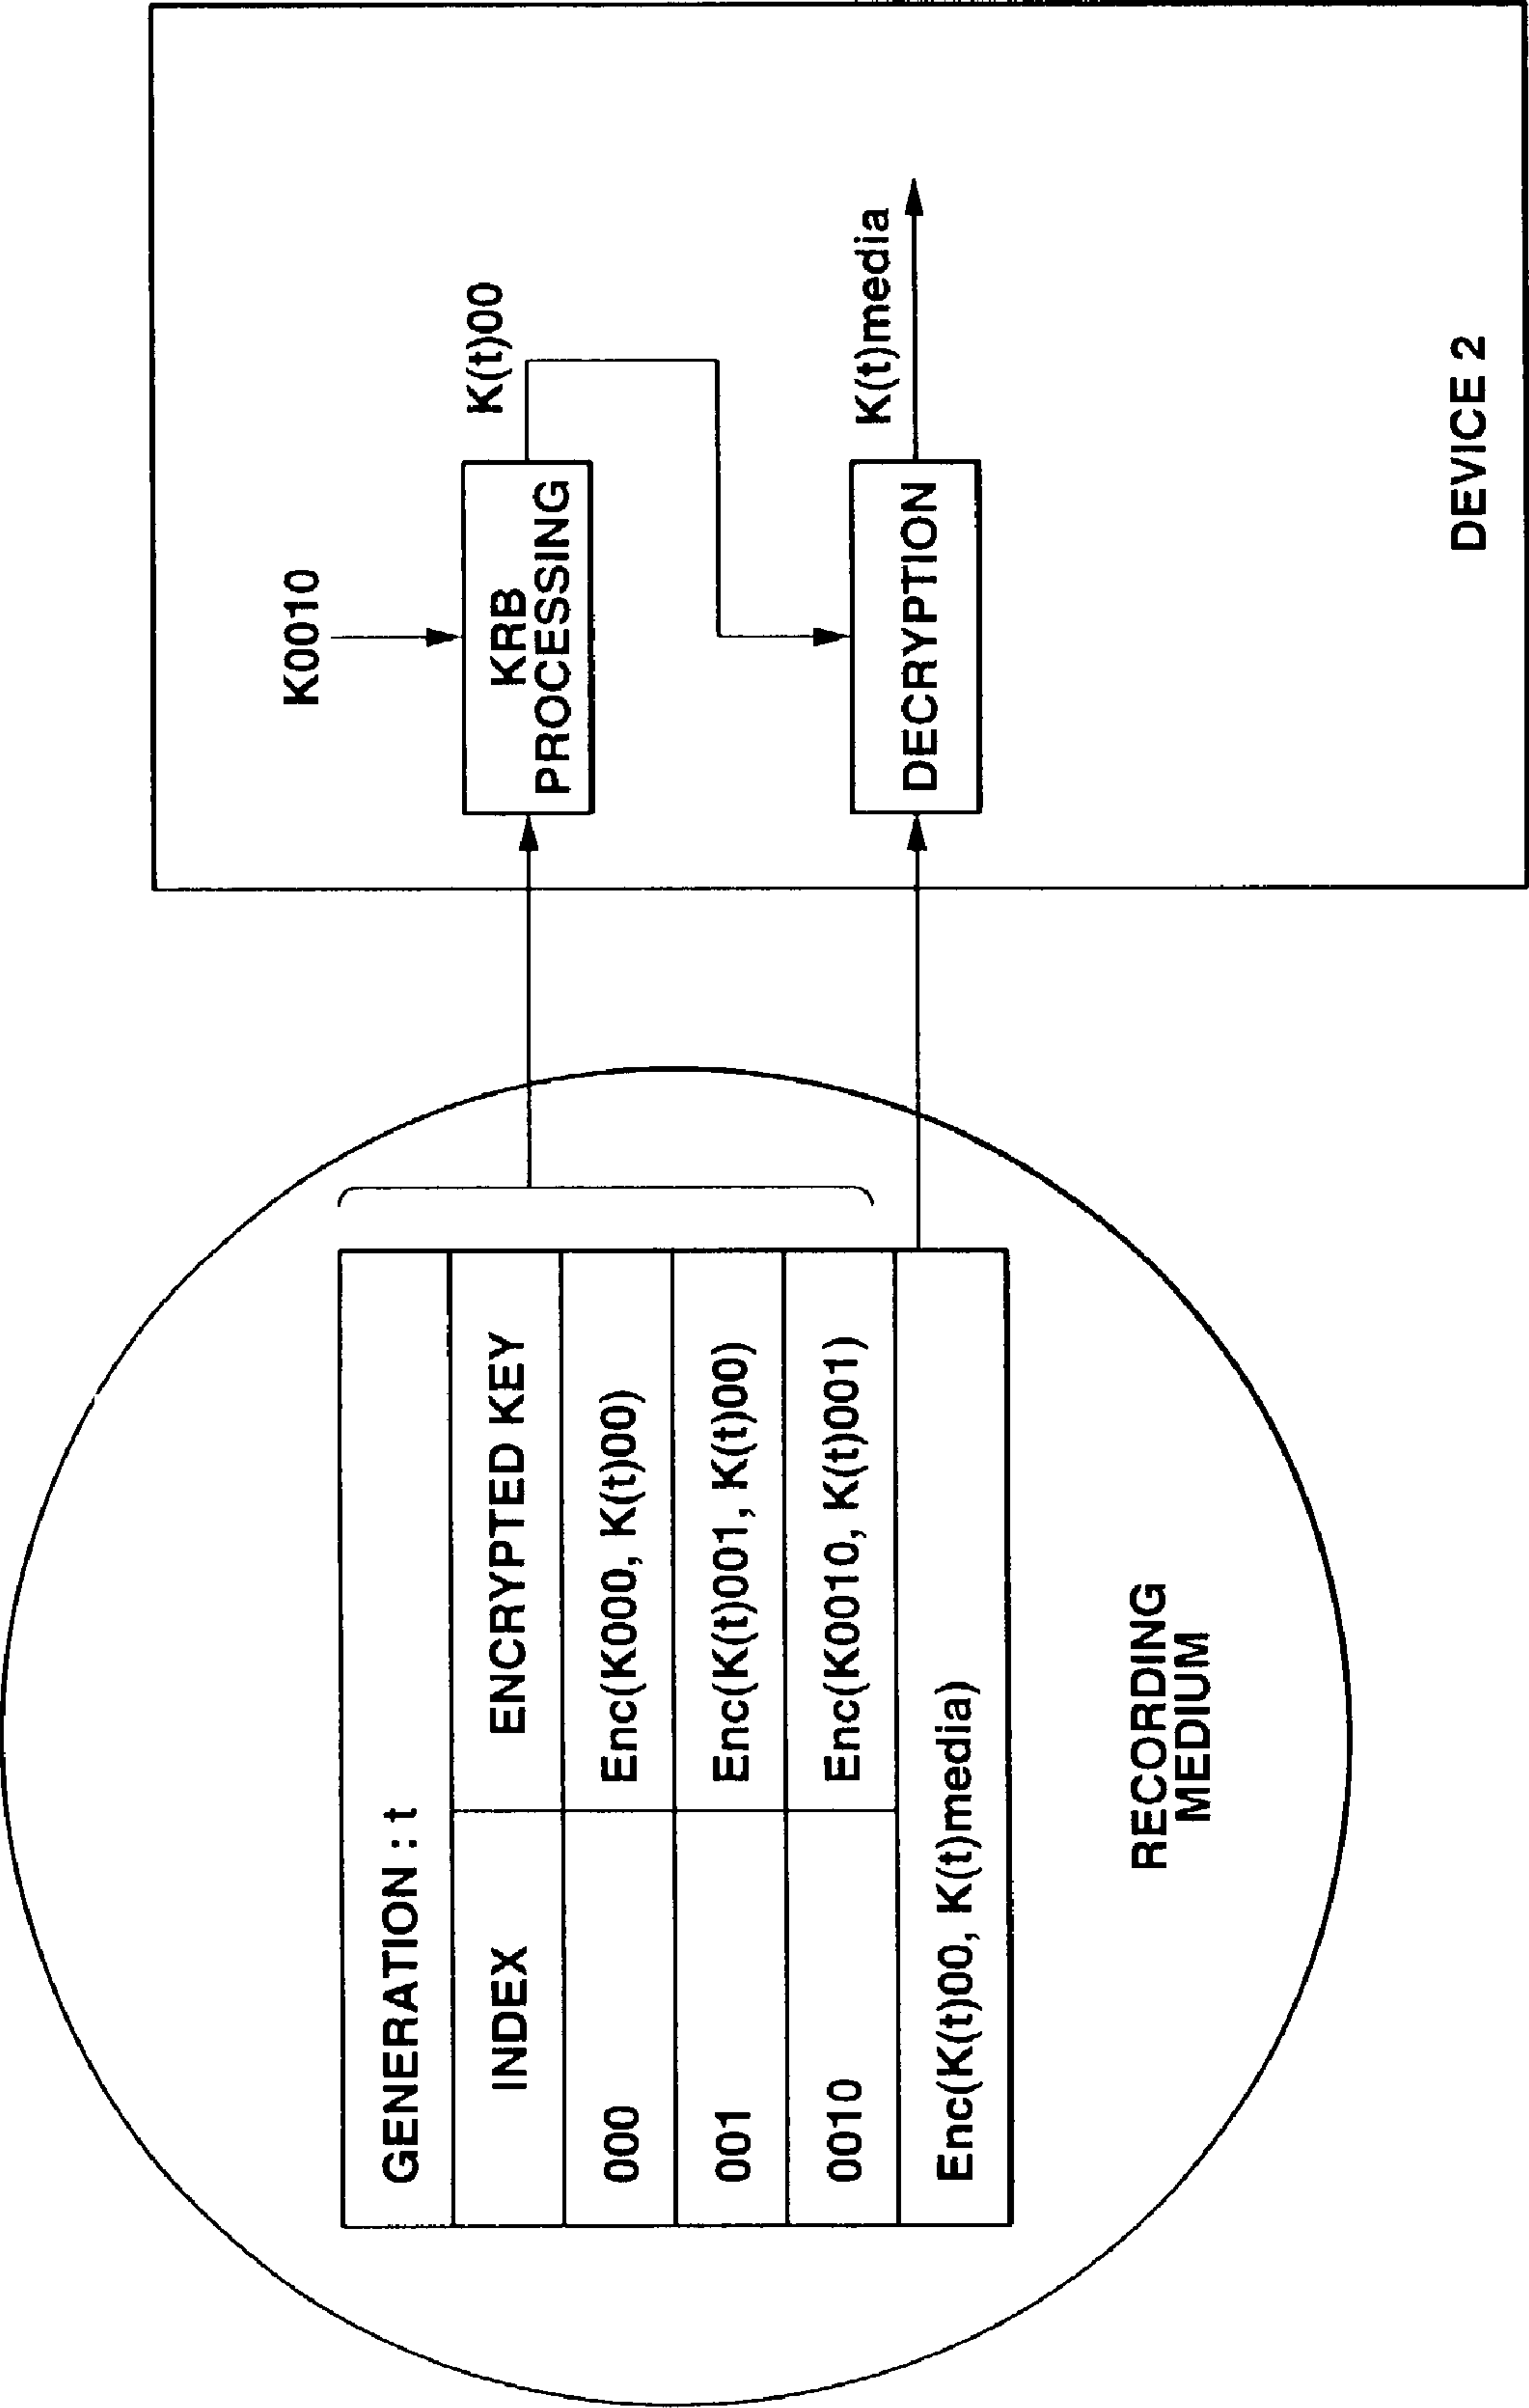 GENERATION : t
INDEX ENCRYPTED KEY
000 Enc(K000, K(t)00)
001 Enc(K(t)001, K(t)00)
0010 Enc(K0010, K(t)001)
Enc(K(t)00, K(t)media)
RECORDING
MEDIUM
K0010
KRB
PROCESSING
K(t)00
DECRYPTION
K(t)media
DEVICE 2